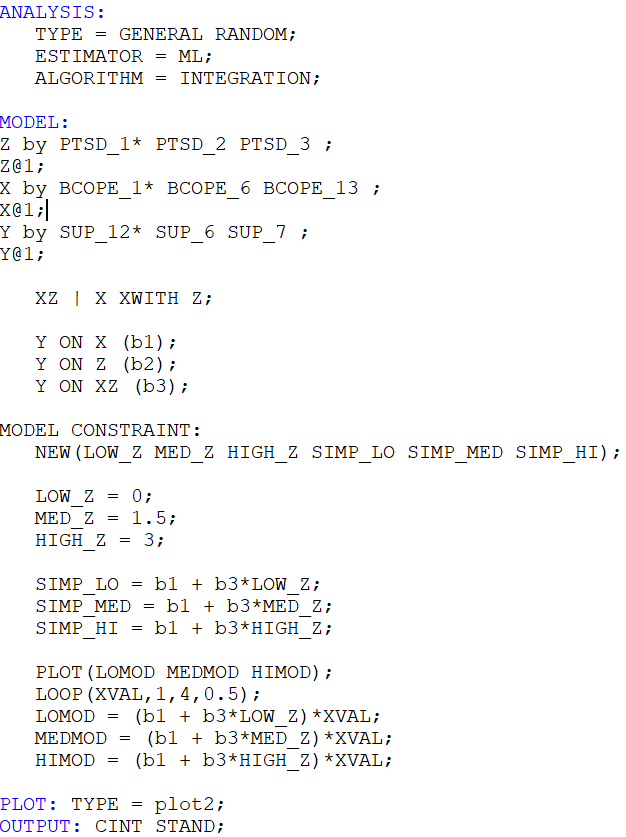 ANALYSIS:
TYPE = GENERAL RANDOM;
ESTIMATOR = ML;
ALGORITHM = INTEGRATION;
MODEL:
Z by PTSD_1* PTSD_2 PTSD_3 ;
Z@1;
X by BCOPE_1* BCOPE_6 BCOPE_13 ;
X@1;
Y by SUP_12* SUP_6 SUP_7 ;
Y@1;
XZ | X XWITH Z;
Y ON X (b1);
Y ON Z (b2);
Y ON XZ (b3);
MODEL CONSTRAINT:
NEW(LOW_Z MED_Z HIGH_Z SIMP_LO SIMP_MED SIMP_HI);
LOW_Z = 0;
MED_Z = 1.5;
HIGH_Z = 3;
SIMP_LO = b1 + b3*LOW_Z;
SIMP_MED = b1 + b3*MED_Z;
SIMP_HI = b1 + b3*HIGH_Z;
PLOT(LOMOD MEDMOD HIMOD);
LOOP(XVAL,1,4,0.5);
LOMOD = (b1 + b3*LOW_Z)*XVAL;
MEDMOD = (b1 + b3*MED_Z)*XVAL;
HIMOD = (b1 + b3*HIGH_Z)*XVAL;
PLOT: TYPE = plot2;
OUTPUT: CINT STAND;